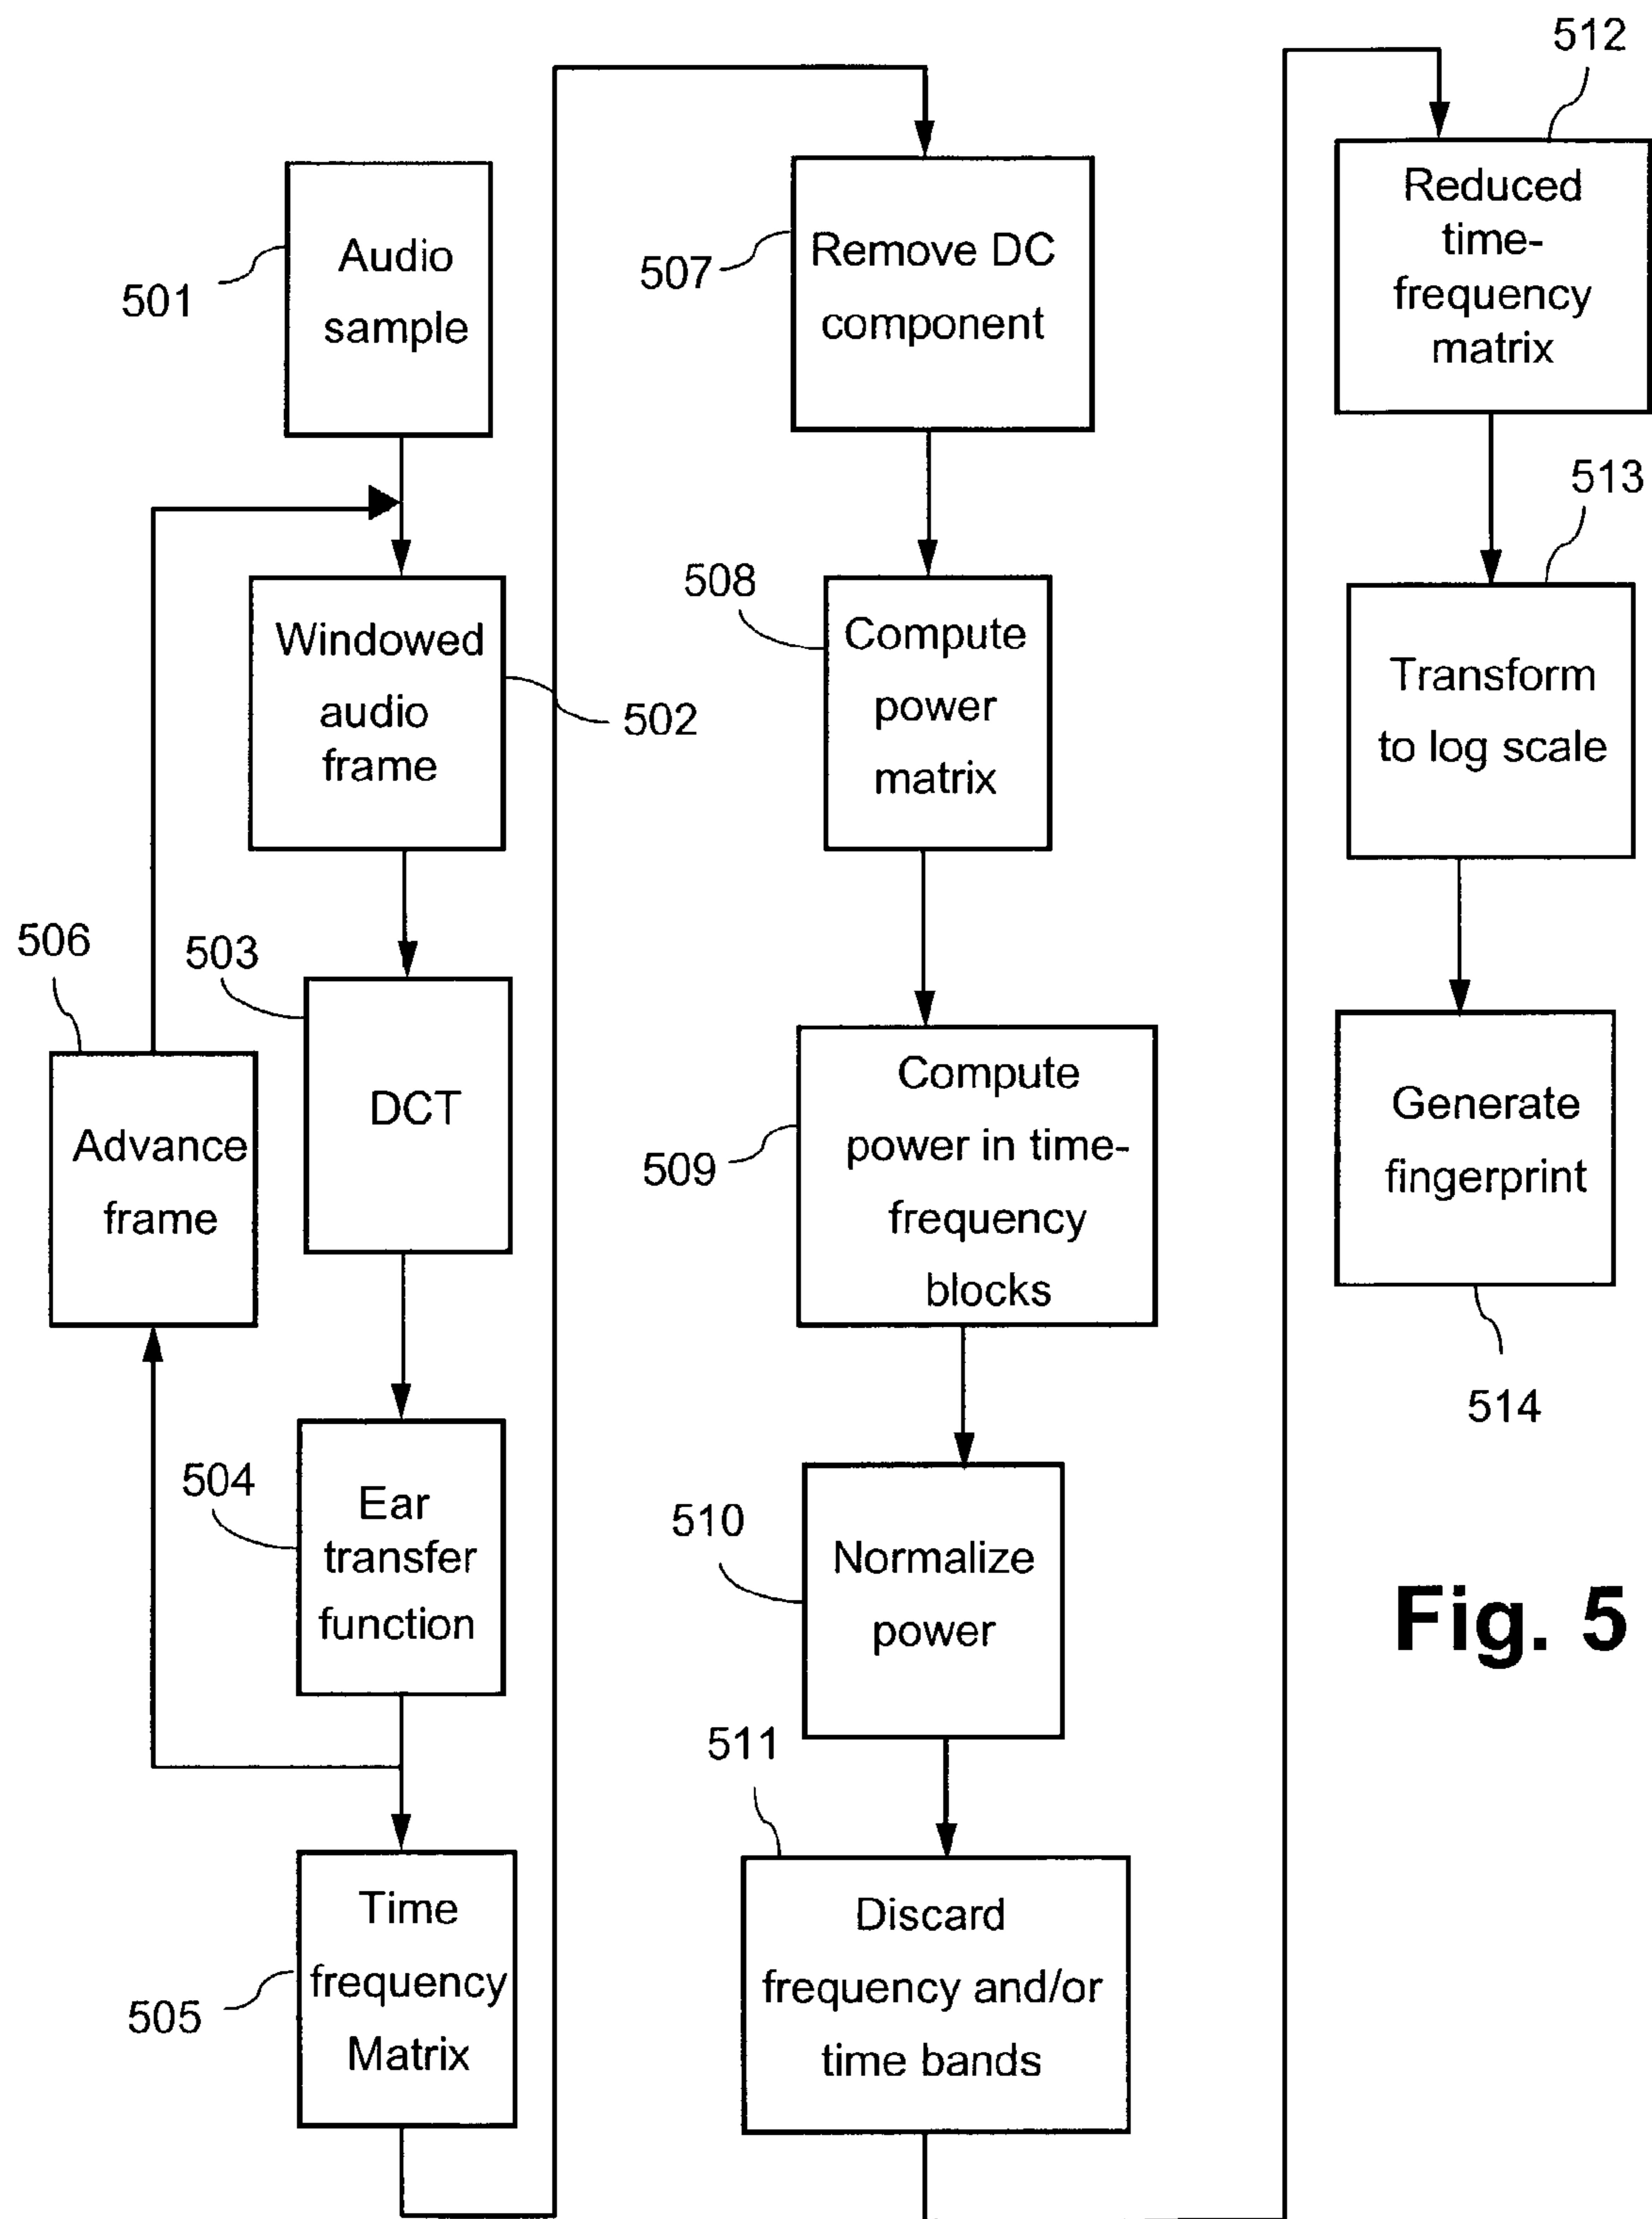 501
Audio
sample
Windowed
audio
frame
502
503
DCT
506
Advance
frame
504
Ear
transfer
function
505
Time
frequency
Matrix
507
Remove DC
component
508
Compute
power
matrix
509
Compute
power in time-
frequency
blocks
510
Normalize
power
511
Discard
frequency and/or
time bands
512
Reduced
time-
frequency
matrix
513
Transform
to log scale
Generate
fingerprint
514
Fig. 5